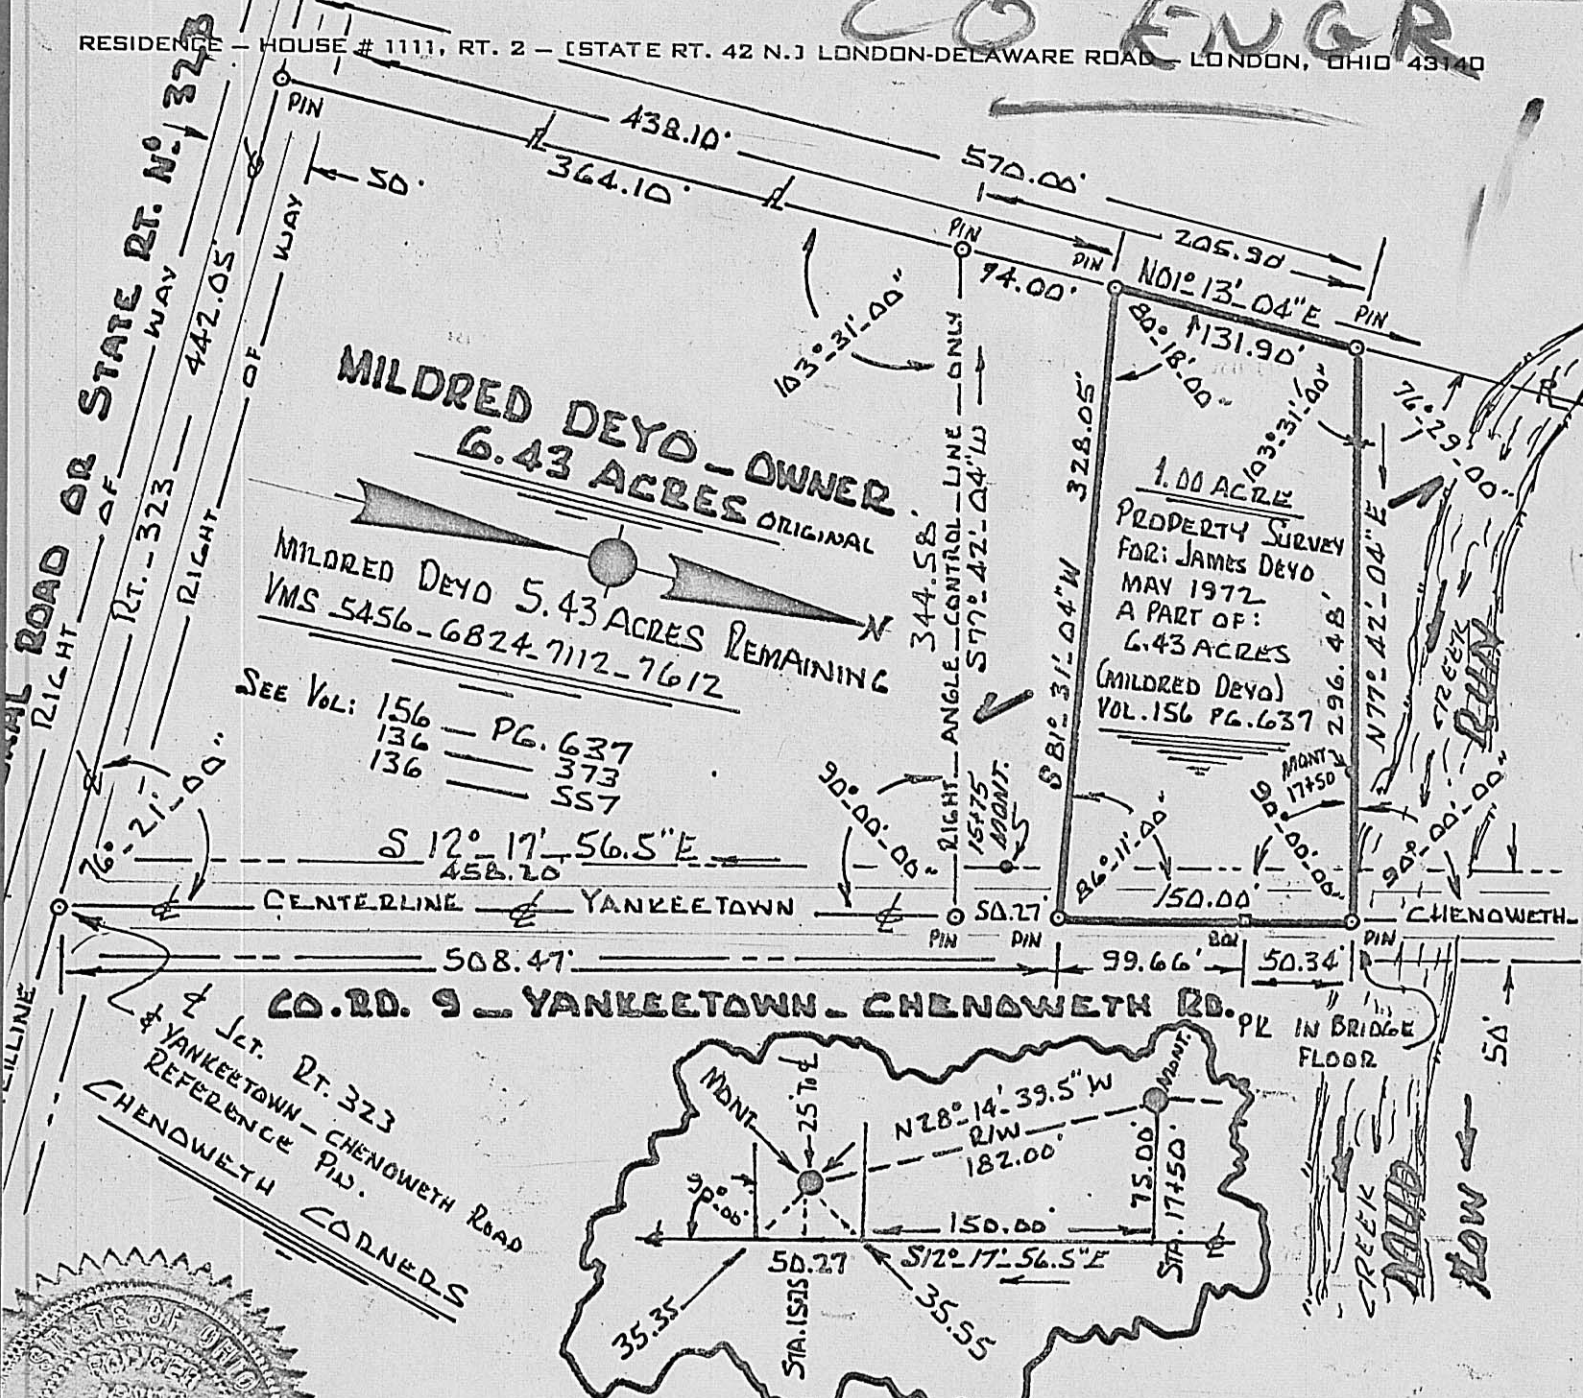 CO ENGR
RESIDENCE – HOUSE # 1111, RT. 2 – [STATE RT. 42 N.] LONDON-DELAWARE ROAD – LONDON, OHIO 43140
PIN
438.10'
570.00'
50'
364.10'
PIN
74.00'
PIN
205.90
N01°-13'-04"E
PIN
131.90'
ROAD OR STATE RT. No. 323
RIGHT OF WAY
442.05'
RT. 323
RIGHT OF WAY
103°-31'-00"
80°-18'-00"
103°-31'-00"
76°-29'-00"
MILDRED DEYO – OWNER
6.43 ACRES ORIGINAL
N
MILDRED DEYO 5.43 ACRES REMAINING
VMS 5456-6824-7112-7612
SEE VOL: 156 — PG. 637
136 — 573
136 — 557
344.58'
RIGHT ANGLE CONTROL LINE ONLY
S77°-42'-04"W
328.05'
S81°-31'-04"W
1.00 ACRE
PROPERTY SURVEY
FOR: JAMES DEYO
MAY 1972
A PART OF:
6.43 ACRES
(MILDRED DEYO)
VOL. 156 PG. 637
296.48'
N77°-42'-04"E
CREEK
RUN
MONT
17+50
76°-21'-00"
90°-00'-00"
15+75
MONT.
86°-11'-00"
90°-00'-00"
90°-00'-00"
S 12°-17'-56.5"E
458.20
150.00'
CENTERLINE YANKEETOWN
50.27'
CHENOWETH
PIN
PIN
PIN
508.47'
99.66'
50.34'
CO. RD. 9 – YANKEETOWN – CHENOWETH RD.
PK IN BRIDGE
FLOOR
50'
JCT. RT. 323
& YANKEETOWN – CHENOWETH ROAD
REFERENCE PIN.
CHENOWETH CORNERS
MONT
25' TO
N28°-14'-39.5"W
R/W
182.00'
MONT.
75.00'
STA. 17+50
90°-00'
150.00'
50.27
S12°-17'-56.5"E
35.35
STA. 15+75
35.55
CREEK
MUD
STATE OF OHIO